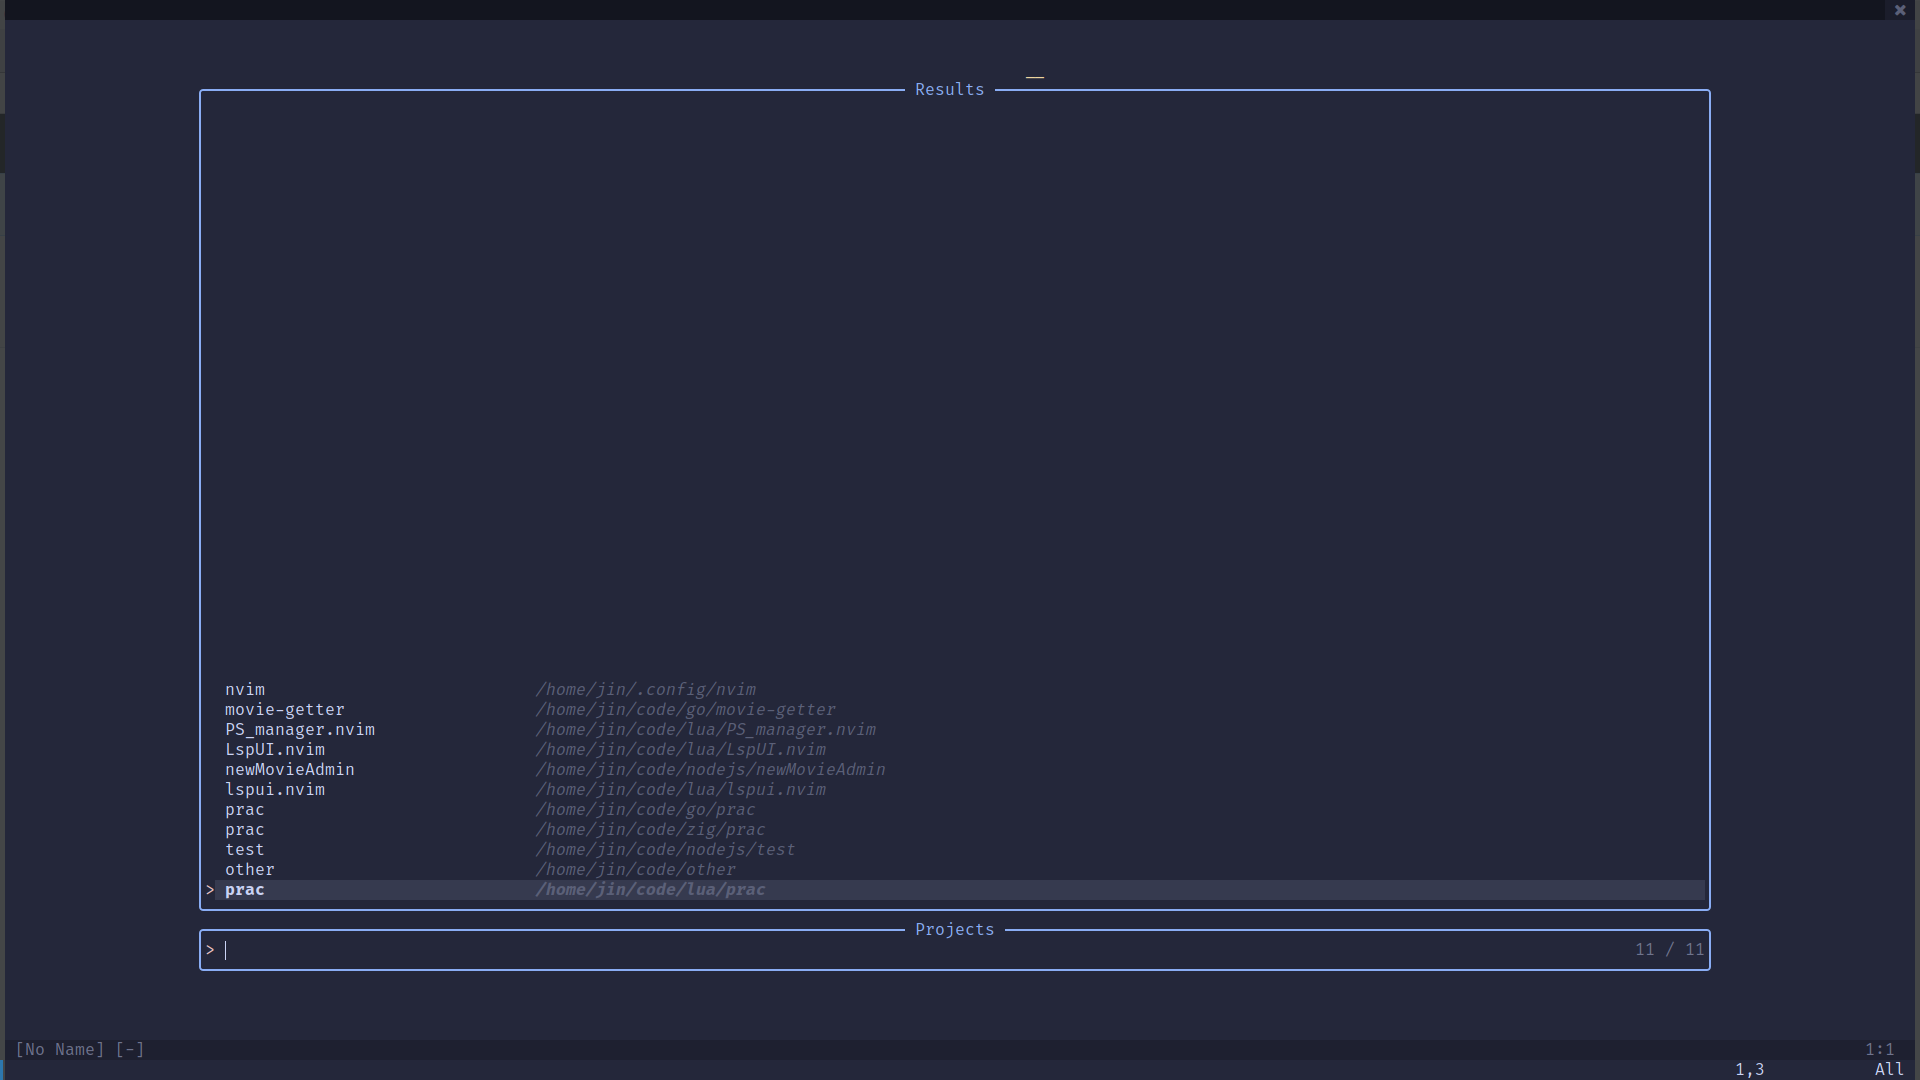 ✖
Results
nvim /home/jin/.config/nvim
movie-getter /home/jin/code/go/movie-getter
PS_manager.nvim /home/jin/code/lua/PS_manager.nvim
LspUI.nvim /home/jin/code/lua/LspUI.nvim
newMovieAdmin /home/jin/code/nodejs/newMovieAdmin
lspui.nvim /home/jin/code/lua/lspui.nvim
prac /home/jin/code/go/prac
prac /home/jin/code/zig/prac
test /home/jin/code/nodejs/test
other /home/jin/code/other
> prac /home/jin/code/lua/prac
Projects
> 11 / 11
[No Name] [-] 1:1
1,3 All